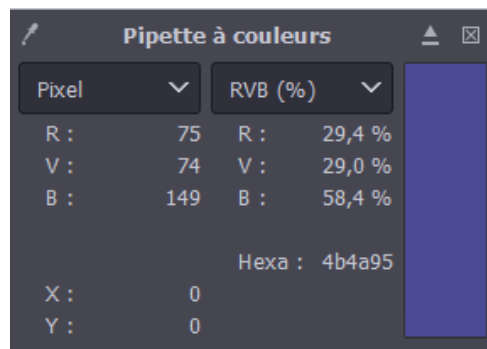 Pipette à couleurs
Pixel RVB (%)
R : 75 R : 29,4 %
V : 74 V : 29,0 %
B : 149 B : 58,4 %
Hexa : 4b4a95
X : 0
Y : 0